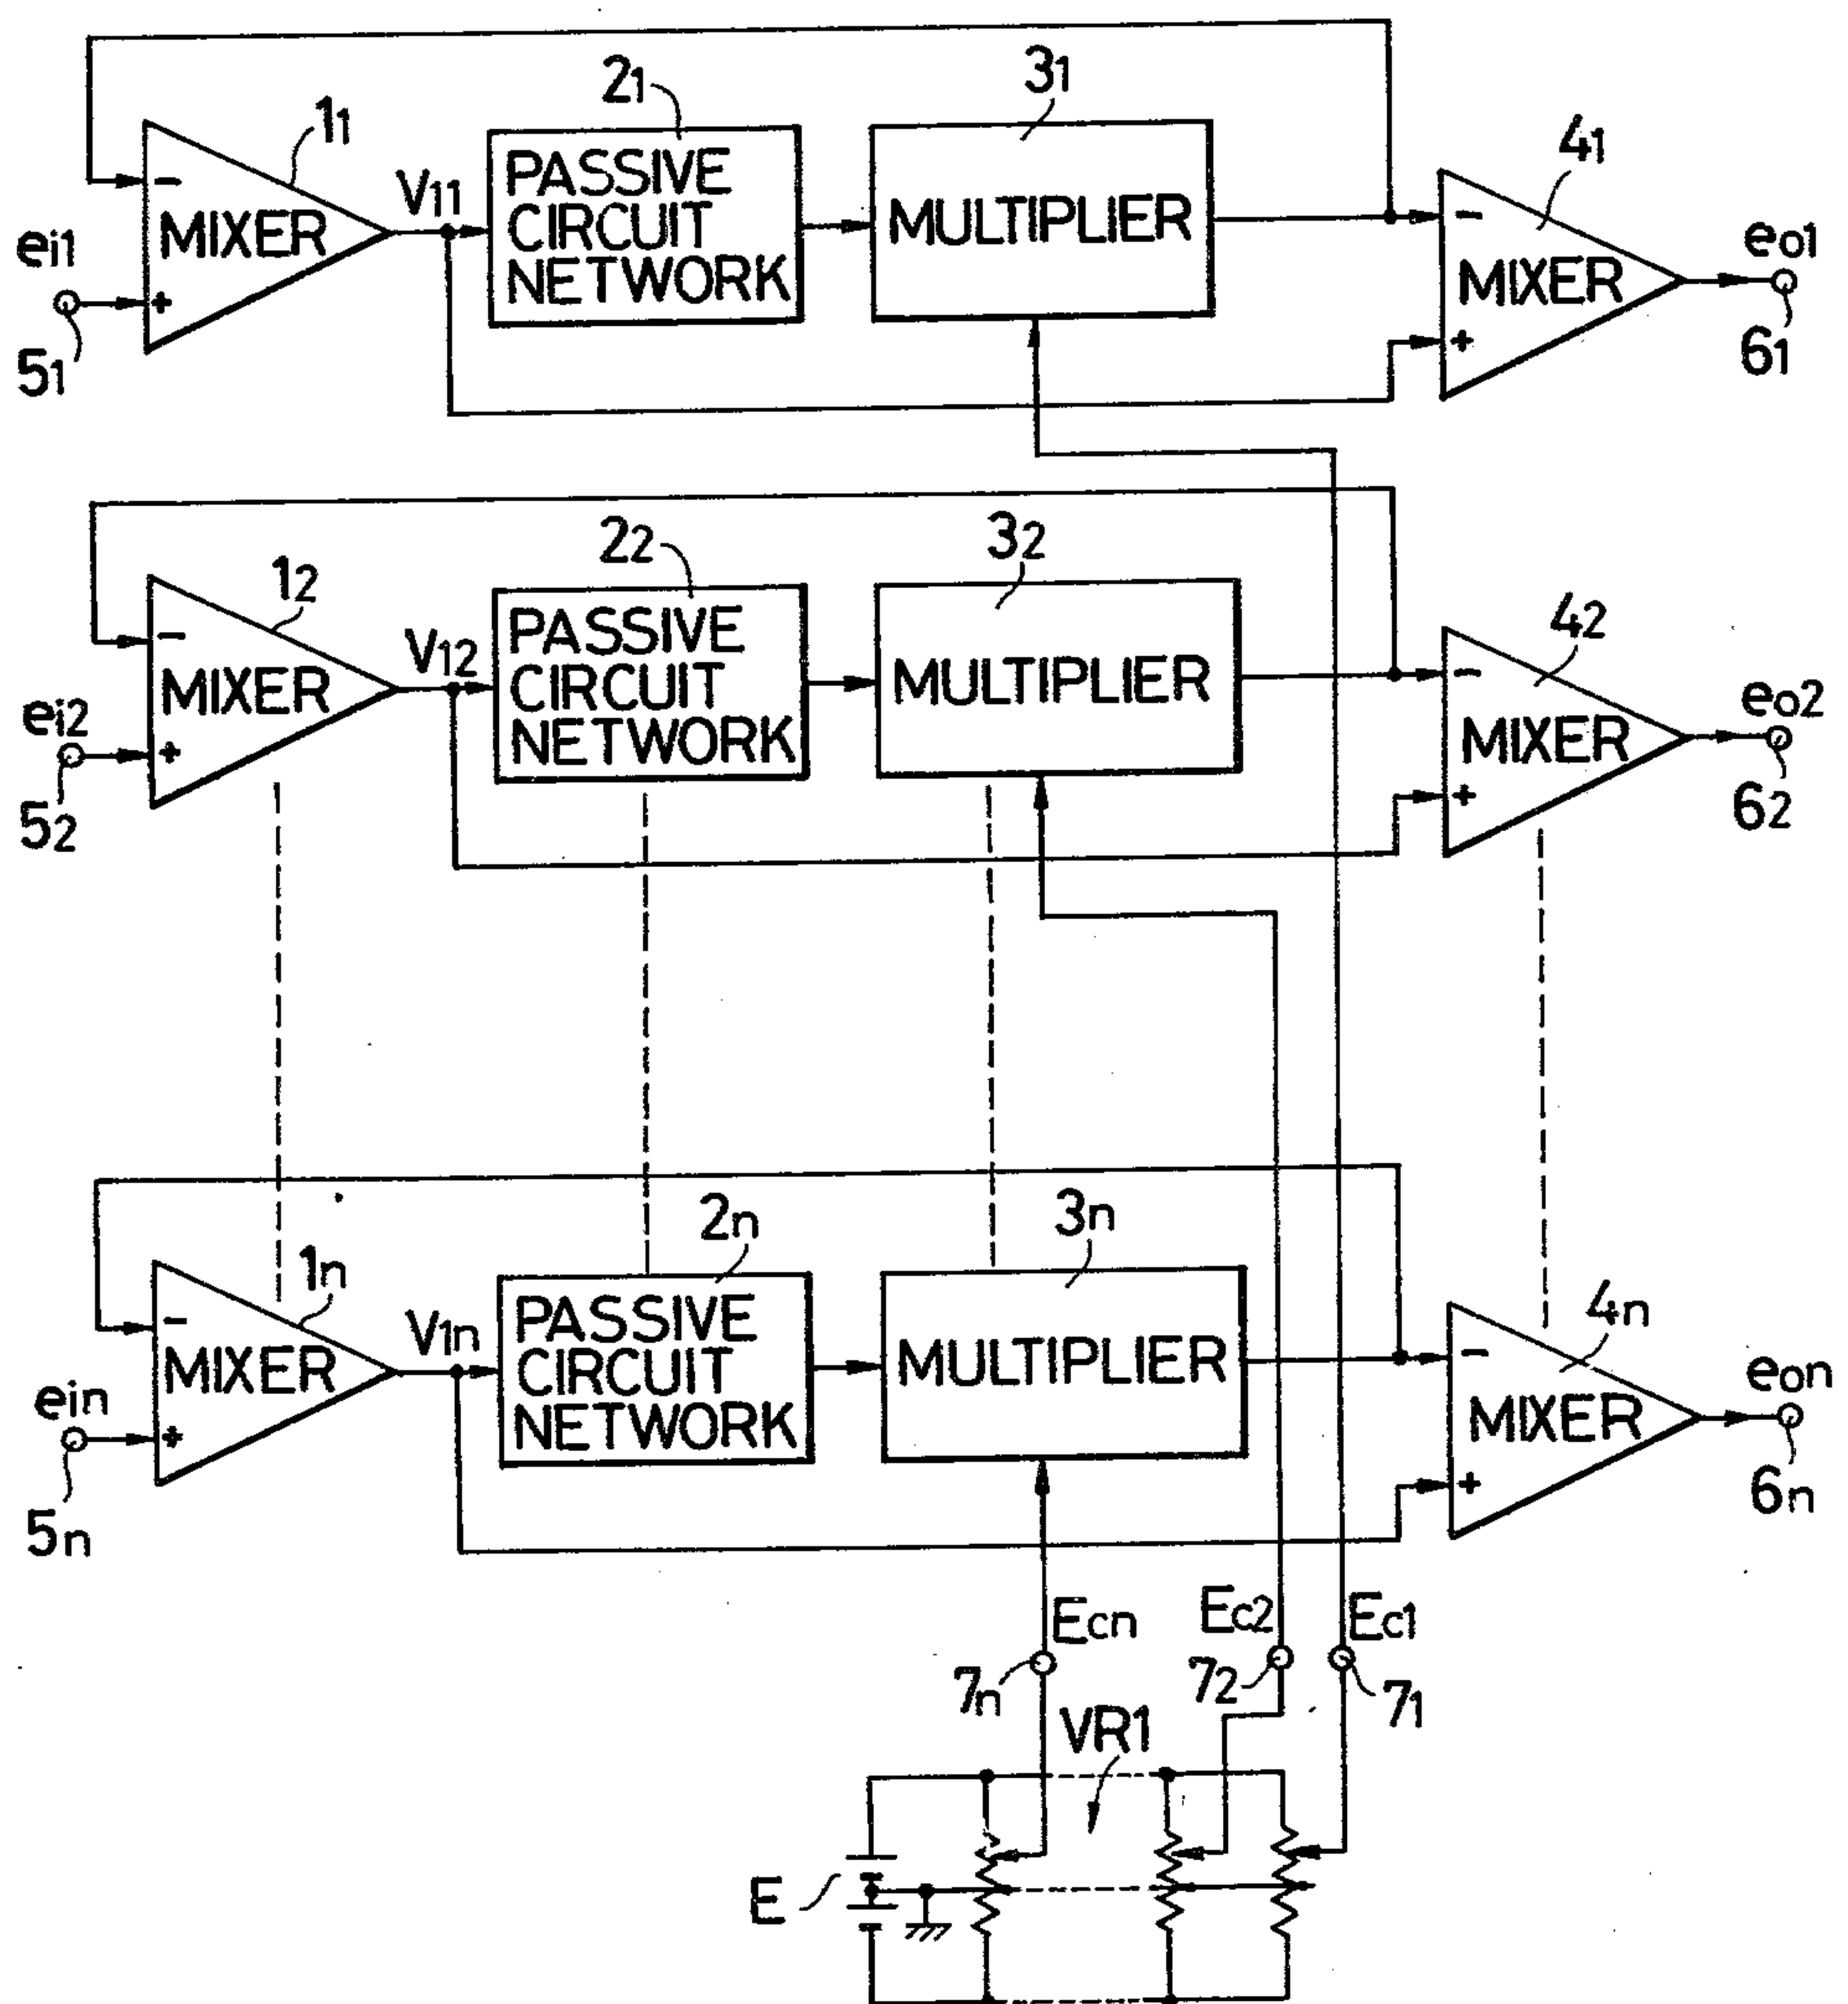 21
31
11
41
V11
PASSIVE
CIRCUIT
NETWORK
MULTIPLIER
MIXER
ei1
eo1
MIXER
51
61
22
32
12
42
V12
PASSIVE
CIRCUIT
NETWORK
MULTIPLIER
MIXER
ei2
eo2
MIXER
52
62
2n
3n
1n
4n
V1n
PASSIVE
CIRCUIT
NETWORK
MULTIPLIER
MIXER
ein
eon
MIXER
5n
6n
Ecn
Ec2
Ec1
7n
72
71
VR1
E